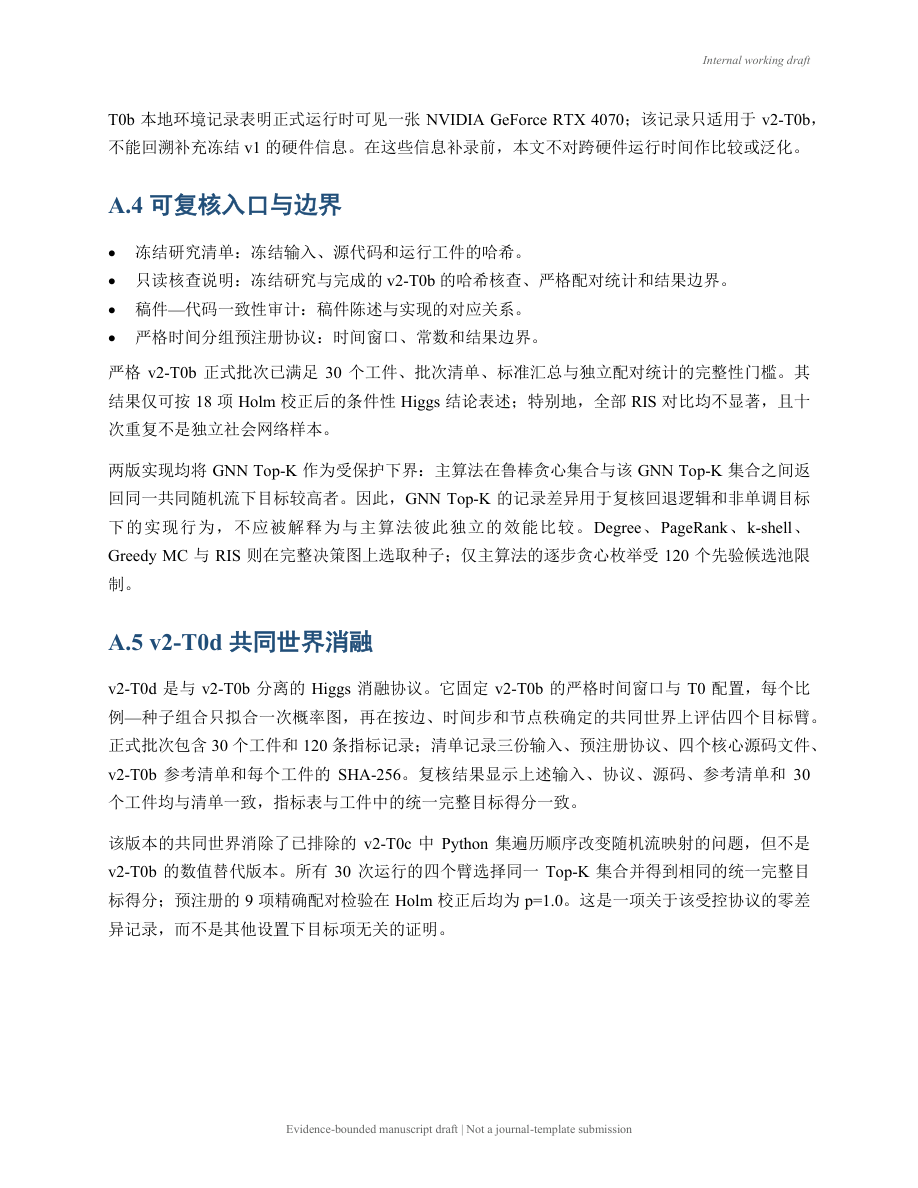 Internal working draft
T0b 本地环境记录表明正式运行时可见一张 NVIDIA GeForce RTX 4070；该记录只适用于 v2-T0b，
不能回溯补充冻结 v1 的硬件信息。在这些信息补录前，本文不对跨硬件运行时间作比较或泛化。
A.4 可复核入口与边界
• 冻结研究清单：冻结输入、源代码和运行工件的哈希。
• 只读核查说明：冻结研究与完成的 v2-T0b 的哈希核查、严格配对统计和结果边界。
• 稿件—代码一致性审计：稿件陈述与实现的对应关系。
• 严格时间分组预注册协议：时间窗口、常数和结果边界。
严格 v2-T0b 正式批次已满足 30 个工件、批次清单、标准汇总与独立配对统计的完整性门槛。其
结果仅可按 18 项 Holm 校正后的条件性 Higgs 结论表述；特别地，全部 RIS 对比均不显著，且十
次重复不是独立社会网络样本。
两版实现均将 GNN Top-K 作为受保护下界：主算法在鲁棒贪心集合与该 GNN Top-K 集合之间返
回同一共同随机流下目标较高者。因此，GNN Top-K 的记录差异用于复核回退逻辑和非单调目标
下的实现行为，不应被解释为与主算法彼此独立的效能比较。Degree、PageRank、k-shell、
Greedy MC 与 RIS 则在完整决策图上选取种子；仅主算法的逐步贪心枚举受 120 个先验候选池限
制。
A.5 v2-T0d 共同世界消融
v2-T0d 是与 v2-T0b 分离的 Higgs 消融协议。它固定 v2-T0b 的严格时间窗口与 T0 配置，每个比
例—种子组合只拟合一次概率图，再在按边、时间步和节点秩确定的共同世界上评估四个目标臂。
正式批次包含 30 个工件和 120 条指标记录；清单记录三份输入、预注册协议、四个核心源码文件、
v2-T0b 参考清单和每个工件的 SHA-256。复核结果显示上述输入、协议、源码、参考清单和 30
个工件均与清单一致，指标表与工件中的统一完整目标得分一致。
该版本的共同世界消除了已排除的 v2-T0c 中 Python 集遍历顺序改变随机流映射的问题，但不是
v2-T0b 的数值替代版本。所有 30 次运行的四个臂选择同一 Top-K 集合并得到相同的统一完整目
标得分；预注册的 9 项精确配对检验在 Holm 校正后均为 p=1.0。这是一项关于该受控协议的零差
异记录，而不是其他设置下目标项无关的证明。
Evidence-bounded manuscript draft | Not a journal-template submission